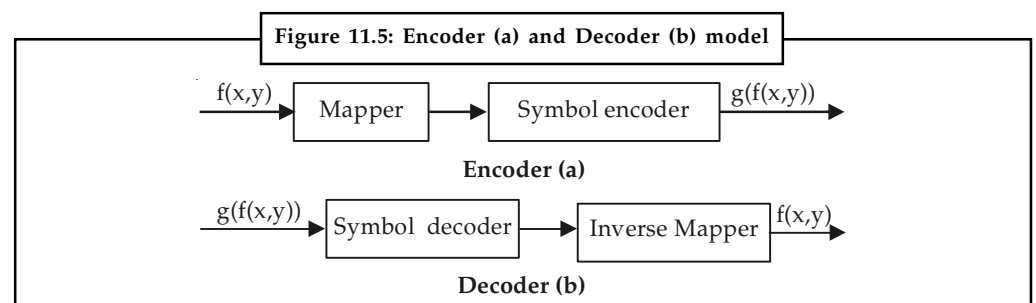 Figure 11.5: Encoder (a) and Decoder (b) model
f(x,y) Mapper Symbol encoder g(f(x,y))
Encoder (a)
g(f(x,y)) Symbol decoder Inverse Mapper f(x,y)
Decoder (b)